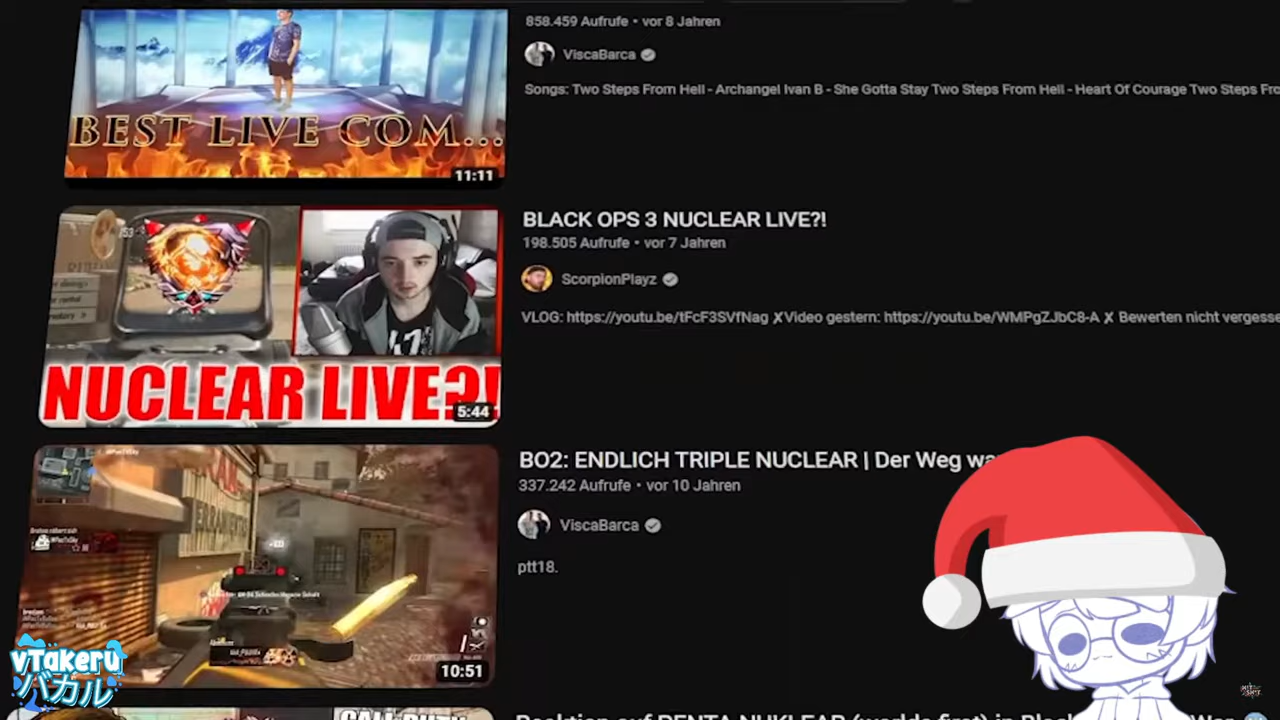 858.459 Aufrufe • vor 8 Jahren
ViscaBarca
Songs: Two Steps From Hell - Archangel Ivan B - She Gotta Stay Two Steps From Hell - Heart Of Courage Two Steps Fro
BEST LIVE COM...
11:11
BLACK OPS 3 NUCLEAR LIVE?!
198.505 Aufrufe • vor 7 Jahren
ScorpionPlayz
VLOG: https://youtu.be/tFcF3SVfNag ✘Video gestern: https://youtu.be/WMPgZJbC8-A ✘ Bewerten nicht vergesse
NUCLEAR LIVE?!
5:44
BO2: ENDLICH TRIPLE NUCLEAR | Der Weg wa
337.242 Aufrufe • vor 10 Jahren
ViscaBarca
ptt18.
10:51
vTakeru
バカル